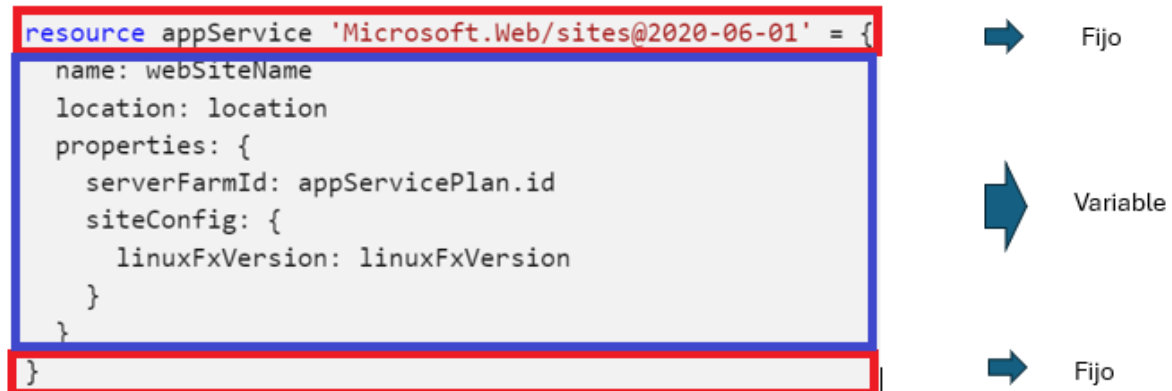 resource appService 'Microsoft.Web/sites@2020-06-01' = {
Fijo
name: webSiteName
location: location
properties: {
serverFarmId: appServicePlan.id
siteConfig: {
linuxFxVersion: linuxFxVersion
}
}
Variable
}
Fijo